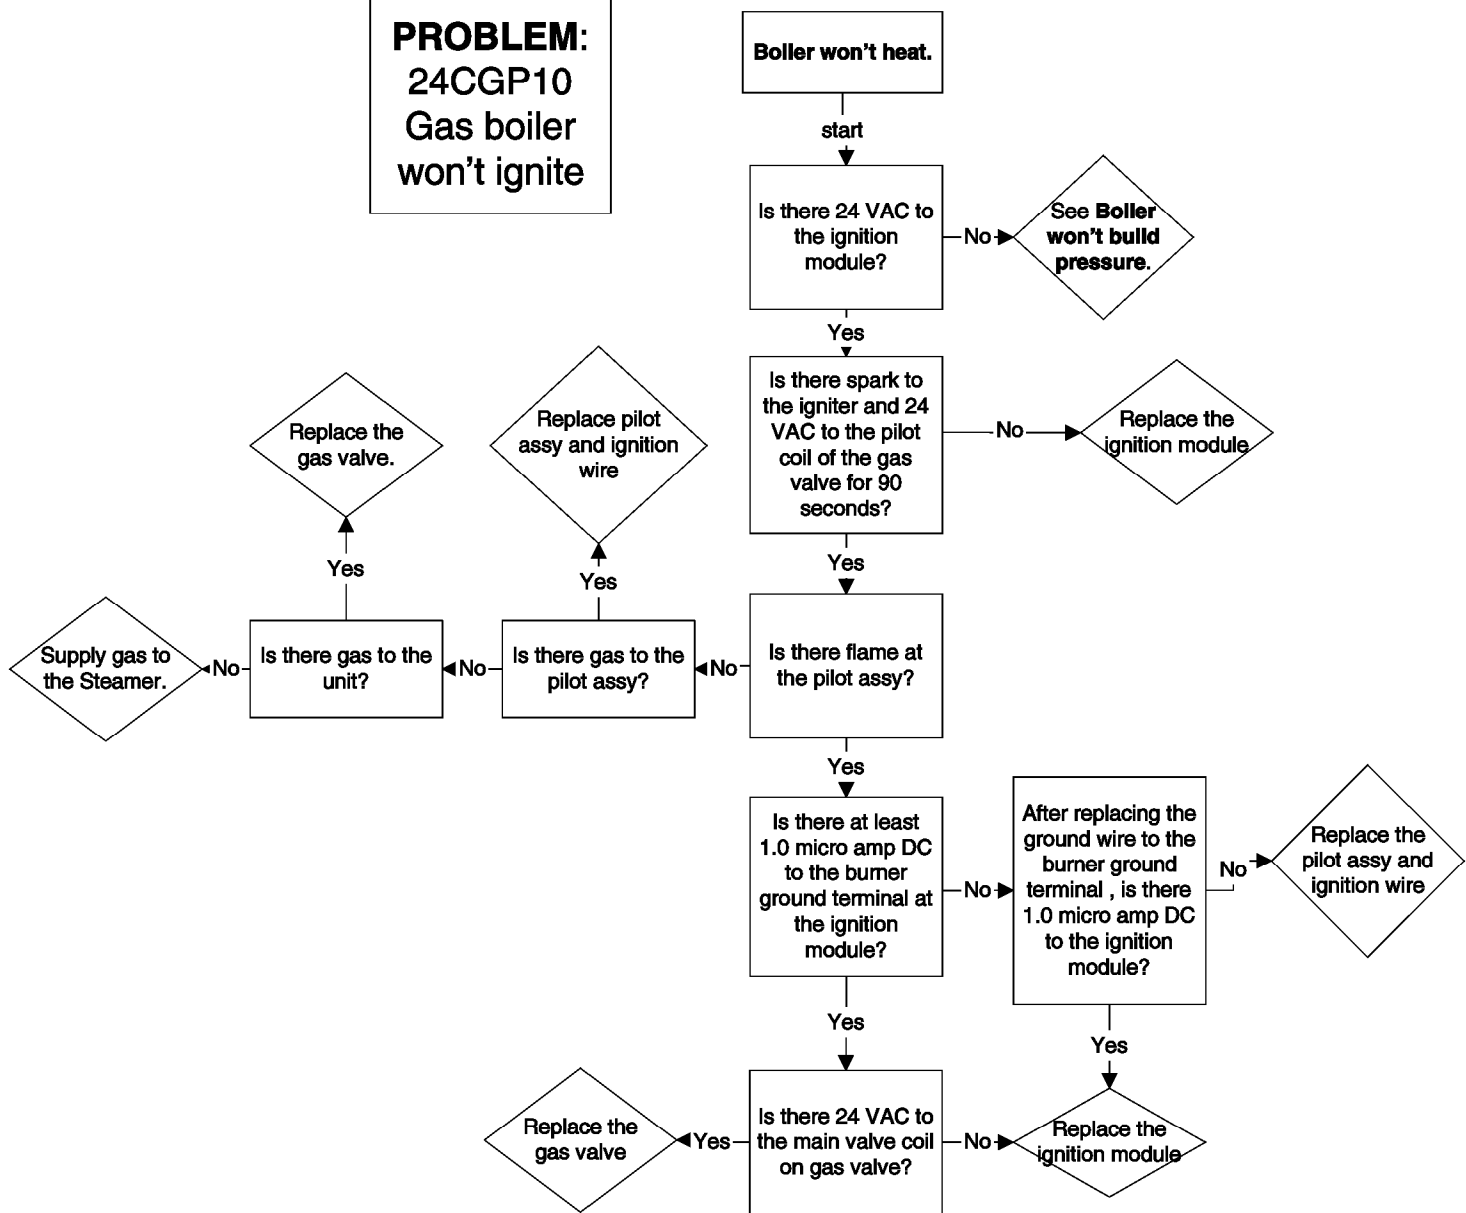 PROBLEM:
24CGP10
Gas boiler
won't ignite
Boiler won't heat.
start
Is there 24 VAC to
the ignition
module?
No
See Boiler
won't build
pressure.
Yes
Is there spark to
the igniter and 24
VAC to the pilot
coil of the gas
valve for 90
seconds?
No
Replace the
ignition module
Replace the
gas valve.
Replace pilot
assy and ignition
wire
Yes
Yes
Yes
Supply gas to
the Steamer.
No
Is there gas to the
unit?
No
Is there gas to the
pilot assy?
No
Is there flame at
the pilot assy?
Yes
Is there at least
1.0 micro amp DC
to the burner
ground terminal at
the ignition
module?
No
After replacing the
ground wire to the
burner ground
terminal , is there
1.0 micro amp DC
to the ignition
module?
No
Replace the
pilot assy and
ignition wire
Yes
Yes
Replace the
gas valve
Yes
Is there 24 VAC to
the main valve coil
on gas valve?
No
Replace the
ignition module